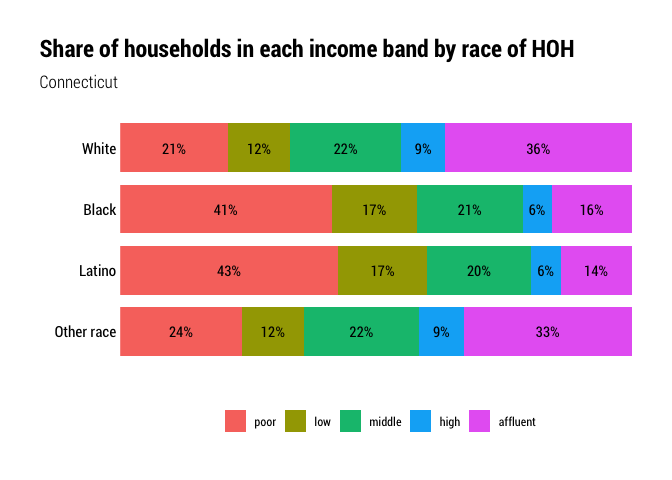 Share of households in each income band by race of HOH
Connecticut
White 21% 12% 22% 9% 36%
Black 41% 17% 21% 6% 16%
Latino 43% 17% 20% 6% 14%
Other race 24% 12% 22% 9% 33%
poor low middle high affluent